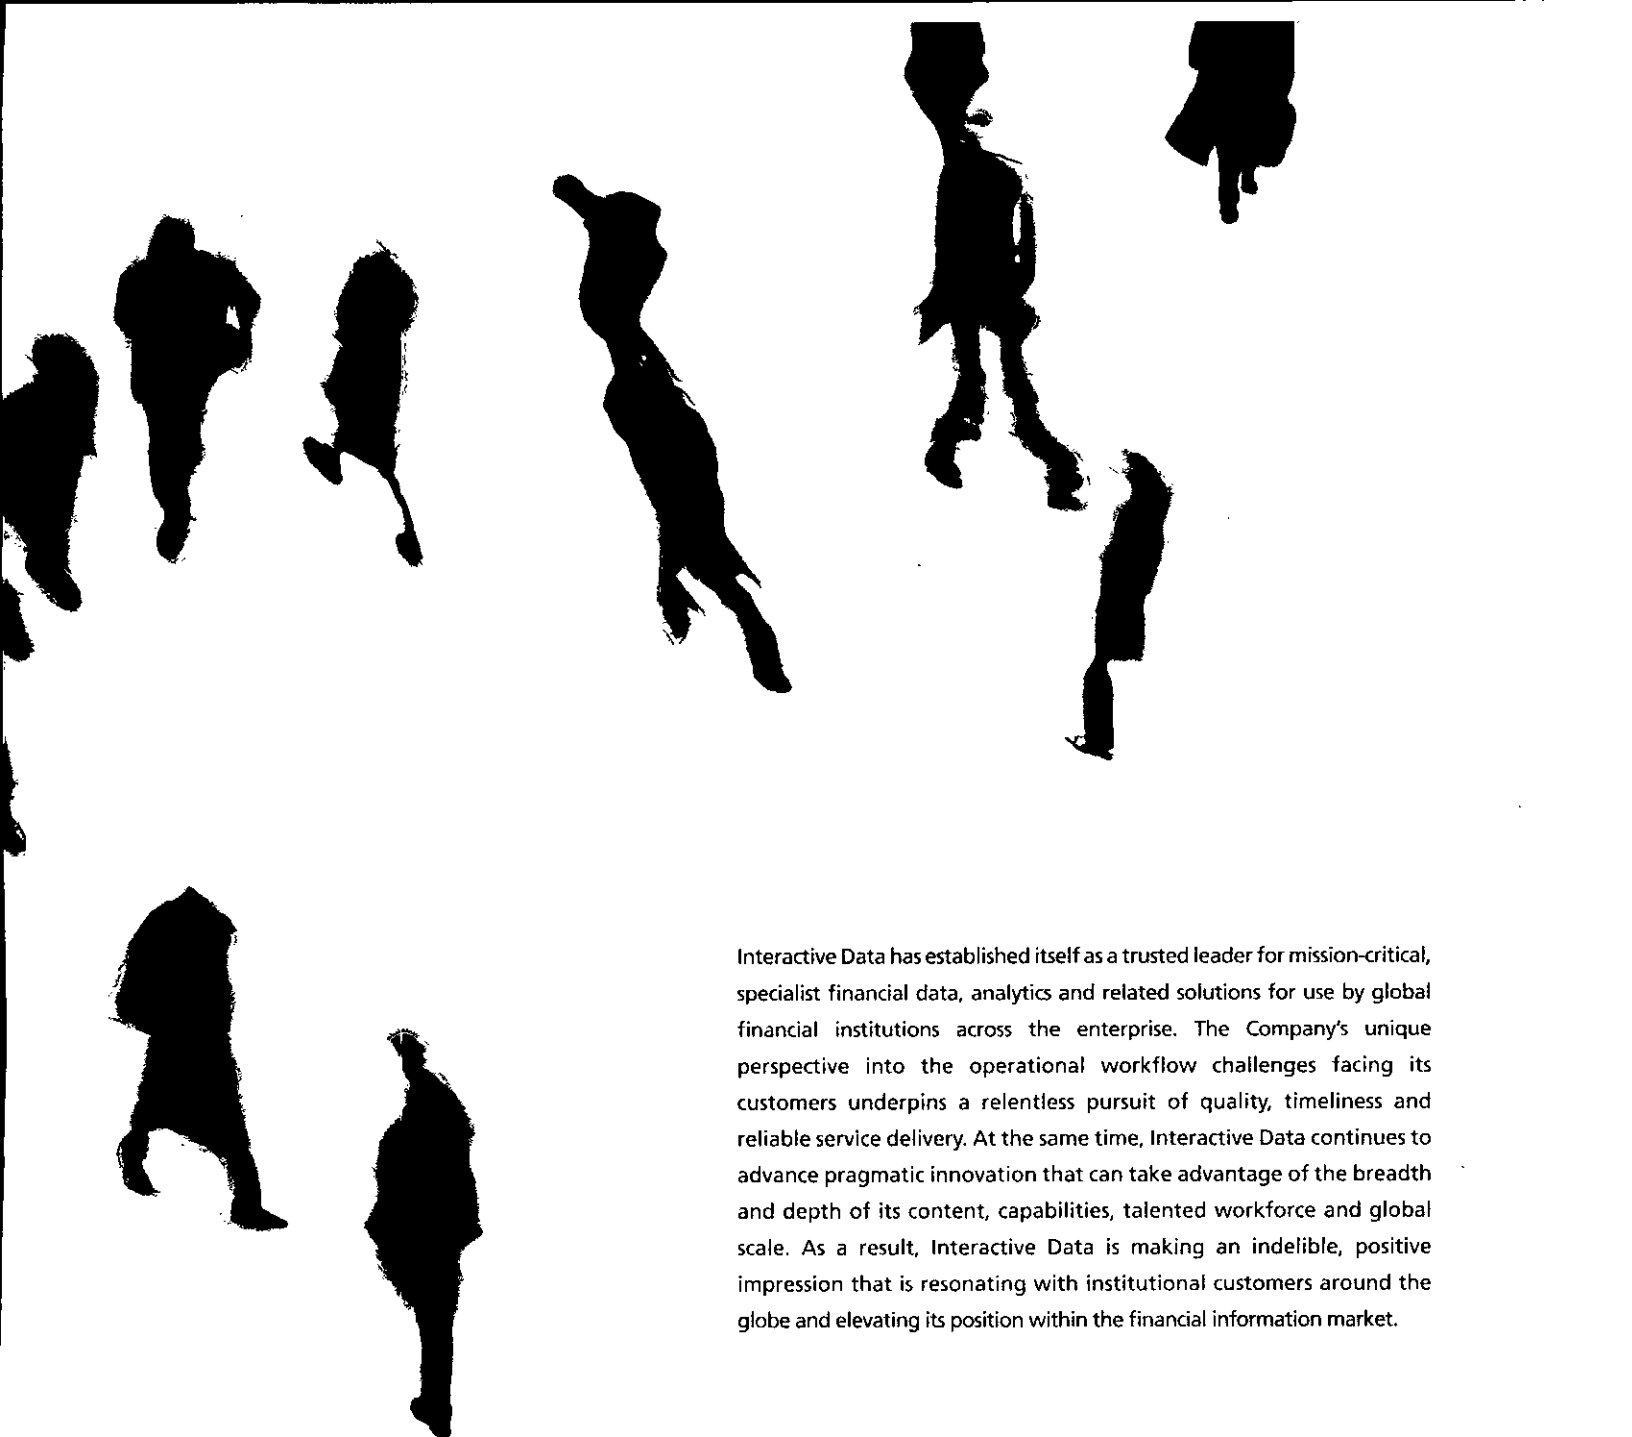 Interactive Data has established itself as a trusted leader for mission-critical,
specialist financial data, analytics and related solutions for use by global
financial institutions across the enterprise. The Company's unique
perspective into the operational workflow challenges facing its
customers underpins a relentless pursuit of quality, timeliness and
reliable service delivery. At the same time, Interactive Data continues to
advance pragmatic innovation that can take advantage of the breadth
and depth of its content, capabilities, talented workforce and global
scale. As a result, Interactive Data is making an indelible, positive
impression that is resonating with institutional customers around the
globe and elevating its position within the financial information market.